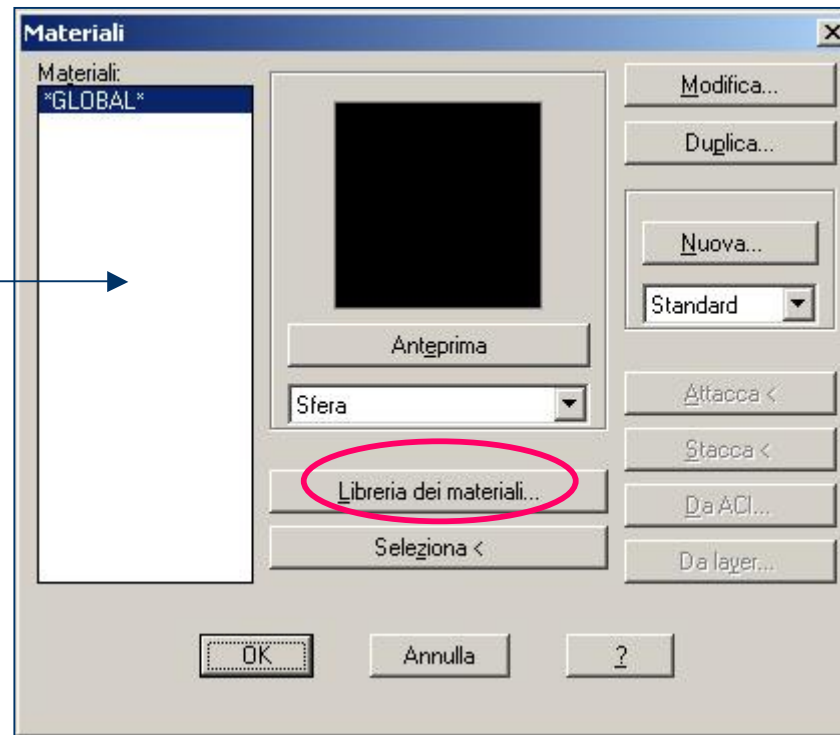 Materiali
Materiali:
*GLOBAL*
Anteprima
Sfera
Libreria dei materiali...
Seleziona <
Modifica...
Duplica...
Nuova...
Standard
Attacca <
Stacca <
Da ACI...
Da layer...
OK
Annulla
?